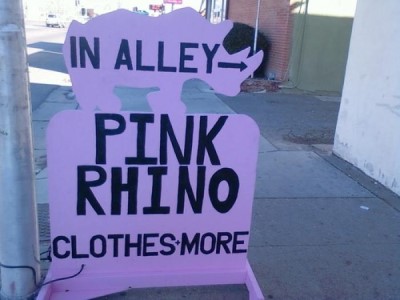 IN ALLEY→
PINK
RHINO
CLOTHES+MORE